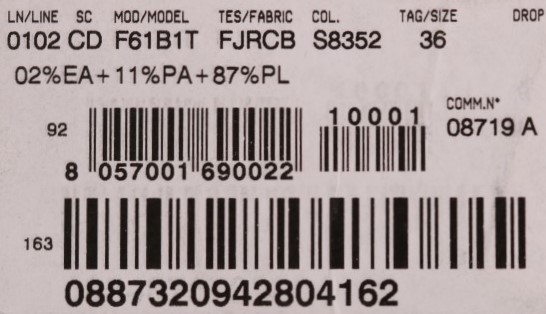 LN/LINE SC MOD/MODEL TES/FABRIC COL. TAG/SIZE DROP
0102 CD F61B1T FJRCB S8352 36
02%EA+11%PA+87%PL
10001 COMM.N°
92 08719 A
8 057001 690022
163
0887320942804162